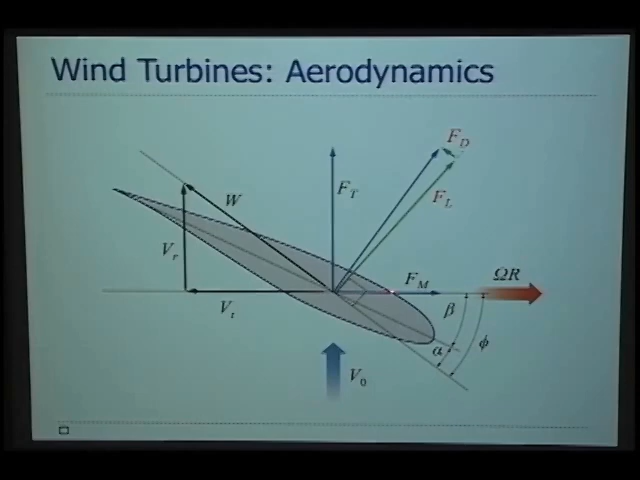 Wind Turbines: Aerodynamics
F_D
W
F_T
F_L
V_r
F_M
ΩR
V_t
β
α
ϕ
V_0